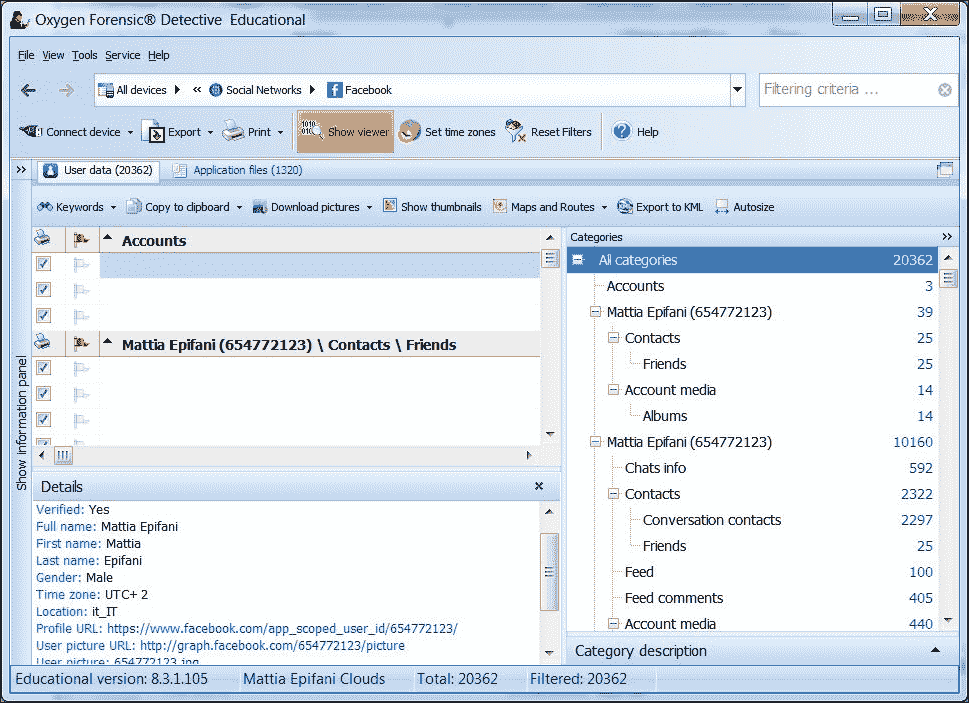 Oxygen Forensic® Detective Educational
File View Tools Service Help
All devices « Social Networks Facebook
Filtering criteria ...
Connect device Export Print Show viewer Set time zones Reset Filters Help
User data (20362) Application files (1320)
Keywords Copy to clipboard Download pictures Show thumbnails Maps and Routes Export to KML Autosize
Show information panel
Accounts
Mattia Epifani (654772123) \ Contacts \ Friends
Details
Verified: Yes
Full name: Mattia Epifani
First name: Mattia
Last name: Epifani
Gender: Male
Time zone: UTC+ 2
Location: it_IT
Profile URL: https://www.facebook.com/app_scoped_user_id/654772123/
User picture URL: http://graph.facebook.com/654772123/picture
User picture: 654772123.jpg
Categories
All categories 20362
Accounts 3
Mattia Epifani (654772123) 39
Contacts 25
Friends 25
Account media 14
Albums 14
Mattia Epifani (654772123) 10160
Chats info 592
Contacts 2322
Conversation contacts 2297
Friends 25
Feed 100
Feed comments 405
Account media 440
Category description
Educational version: 8.3.1.105 Mattia Epifani Clouds Total: 20362 Filtered: 20362